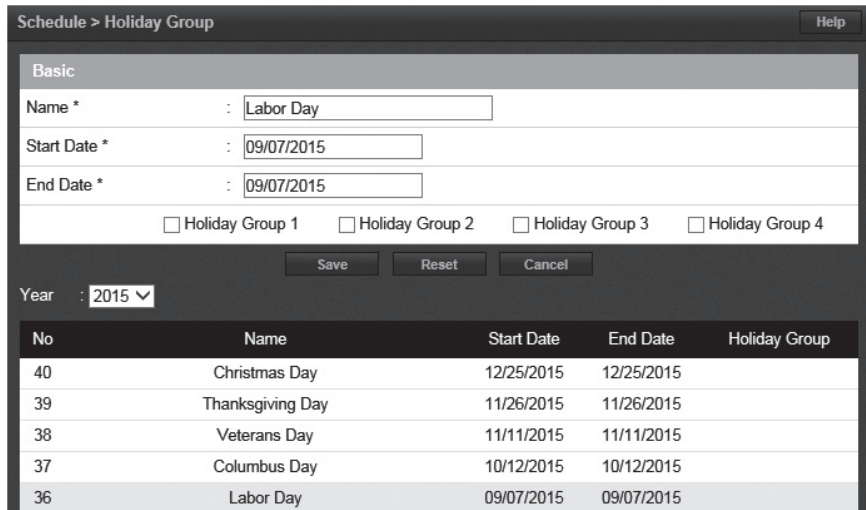 Schedule > Holiday Group Help
Basic
Name * : Labor Day
Start Date * : 09/07/2015
End Date * : 09/07/2015
Holiday Group 1 Holiday Group 2 Holiday Group 3 Holiday Group 4
Save Reset Cancel
Year : 2015
No Name Start Date End Date Holiday Group
40 Christmas Day 12/25/2015 12/25/2015
39 Thanksgiving Day 11/26/2015 11/26/2015
38 Veterans Day 11/11/2015 11/11/2015
37 Columbus Day 10/12/2015 10/12/2015
36 Labor Day 09/07/2015 09/07/2015